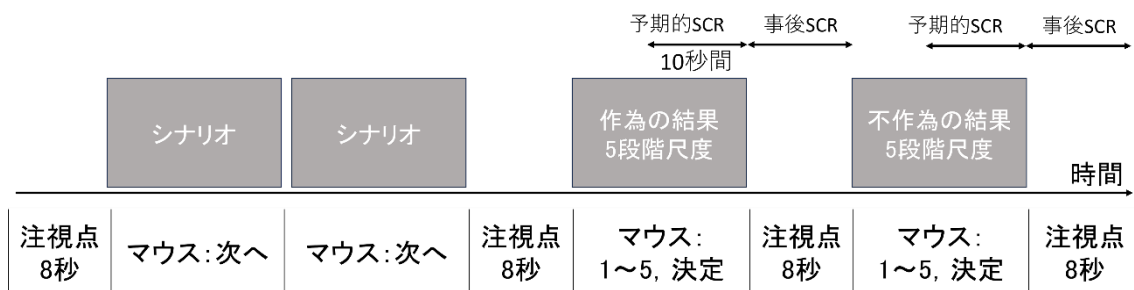 予期的SCR 事後SCR 予期的SCR 事後SCR
10秒間
シナリオ シナリオ 作為の結果 不作為の結果
5段階尺度 5段階尺度
時間
注視点 マウス：次へ マウス：次へ 注視点 マウス： 注視点 マウス： 注視点
8秒 8秒 1～5，決定 8秒 1～5，決定 8秒